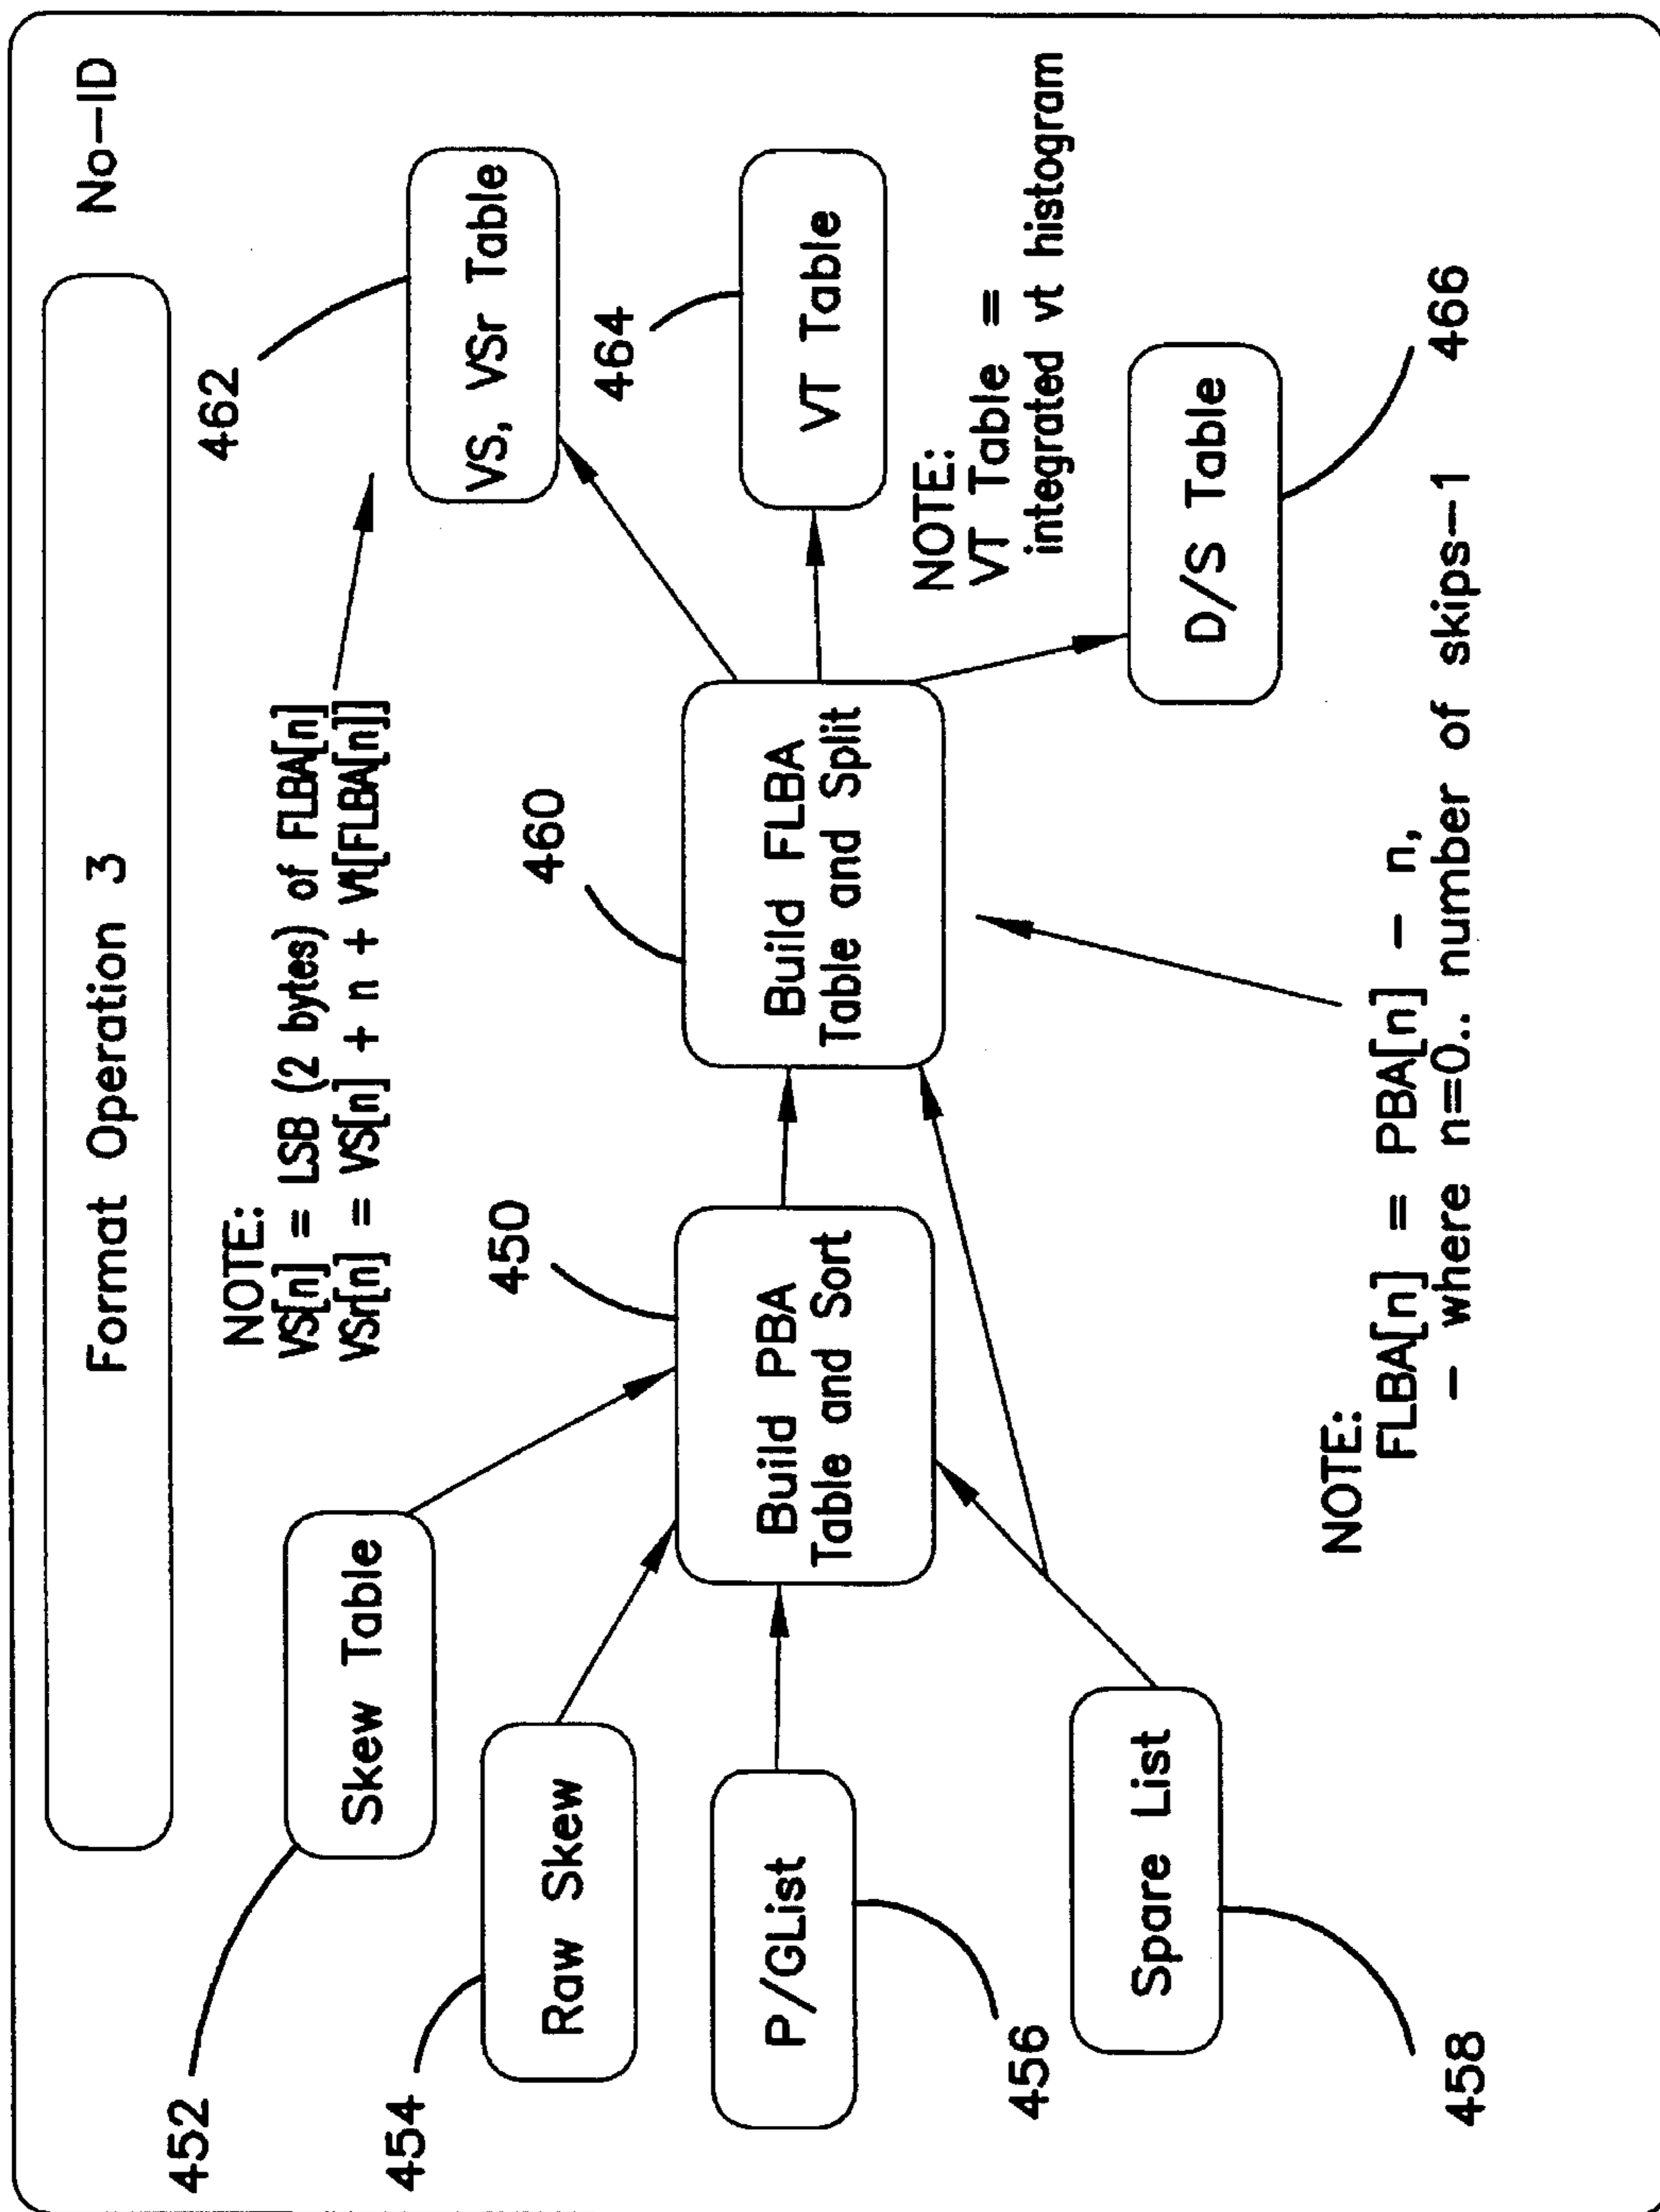 Format Operation 3
No-ID
NOTE:
VS[n] = LSB (2 bytes) of FLBA[n]
VSr[n] = VS[n] + n + Vt[FLBA[n]]
452
Skew Table
454
Raw Skew
P/GList
456
Spare List
458
450
Build PBA
Table and Sort
460
Build FLBA
Table and Split
462
VS, VSr Table
464
VT Table
NOTE:
VT Table =
integrated vt histogram
D/S Table
466
NOTE:
FLBA[n] = PBA[n] - n,
- where n=0.. number of skips-1